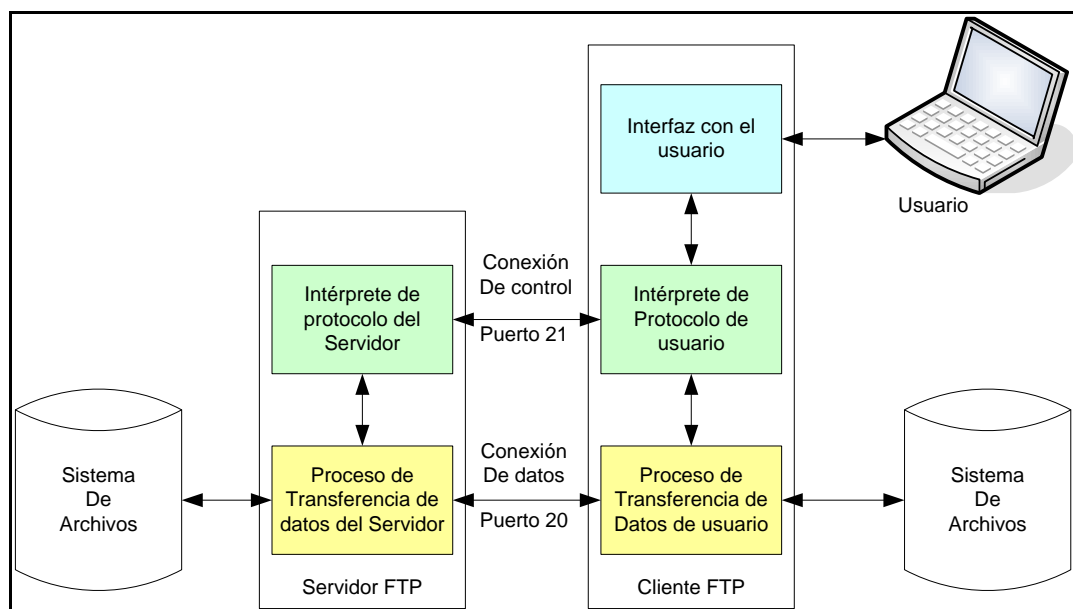 Interfaz con el
usuario
Usuario
Conexión
De control
Puerto 21
Intérprete de
protocolo del
Servidor
Intérprete de
Protocolo de
usuario
Sistema
De
Archivos
Proceso de
Transferencia de
datos del Servidor
Conexión
De datos
Puerto 20
Proceso de
Transferencia de
Datos de usuario
Sistema
De
Archivos
Servidor FTP
Cliente FTP